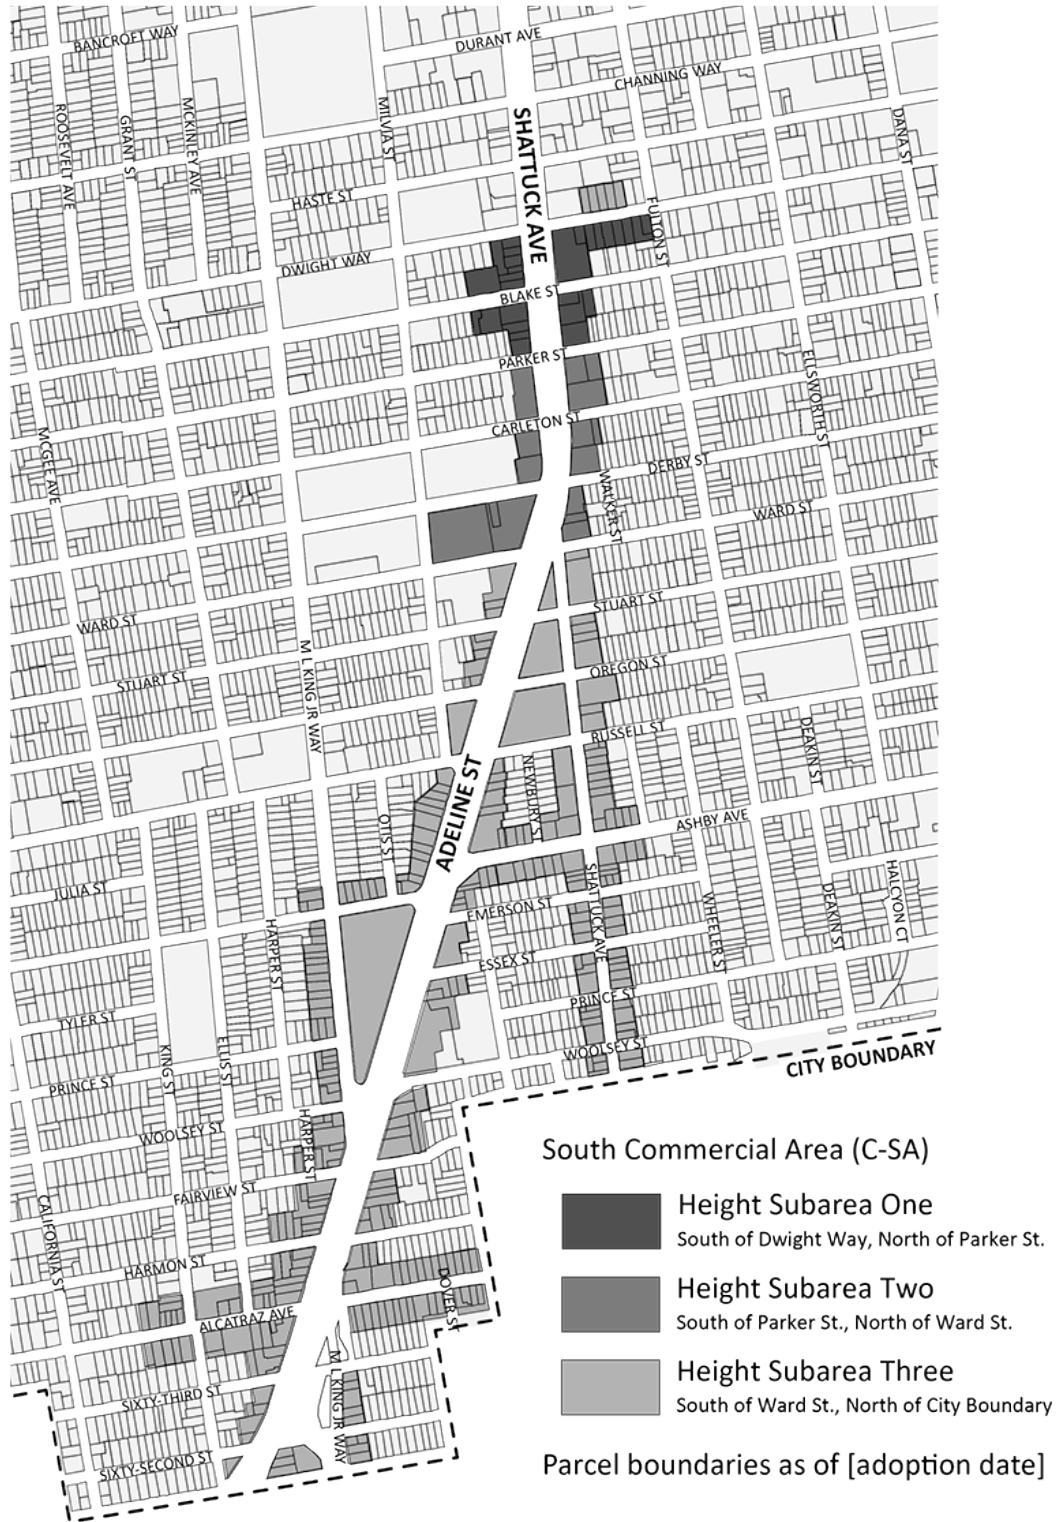 BANCROFT WAY
DURANT AVE
CHANNING WAY
ROOSEVELT AVE
GRANT ST
MCKINLEY AVE
MILVIA ST
SHATTUCK AVE
DANA ST
HASTE ST
FULTON ST
DWIGHT WAY
BLAKE ST
PARKER ST
ELLSWORTH ST
CARLETON ST
MCGEE AVE
DERBY ST
WALKER ST
WARD ST
STUART ST
WARD ST
M L KING JR WAY
OREGON ST
STUART ST
RUSSELL ST
DEAKIN ST
ADELINE ST
NEWBURY ST
OTIS S
ASHBY AVE
JULIA ST
SHATTUCK AVE
WHEELER ST
DEAKIN ST
HALCYON CT
EMERSON ST
HARPER ST
ESSEX ST
PRINCE ST
TYLER ST
KING ST
ELLIS ST
WOOLSEY ST
CITY BOUNDARY
PRINCE ST
WOOLSEY ST
HARPER ST
FAIRVIEW ST
CALIFORNIA ST
HARMON ST
DOVER ST
ALCATRAZ AVE
M L KING JR WAY
SIXTY-THIRD ST
SIXTY-SECOND ST
South Commercial Area (C-SA)
Height Subarea One
South of Dwight Way, North of Parker St.
Height Subarea Two
South of Parker St., North of Ward St.
Height Subarea Three
South of Ward St., North of City Boundary
Parcel boundaries as of [adoption date]